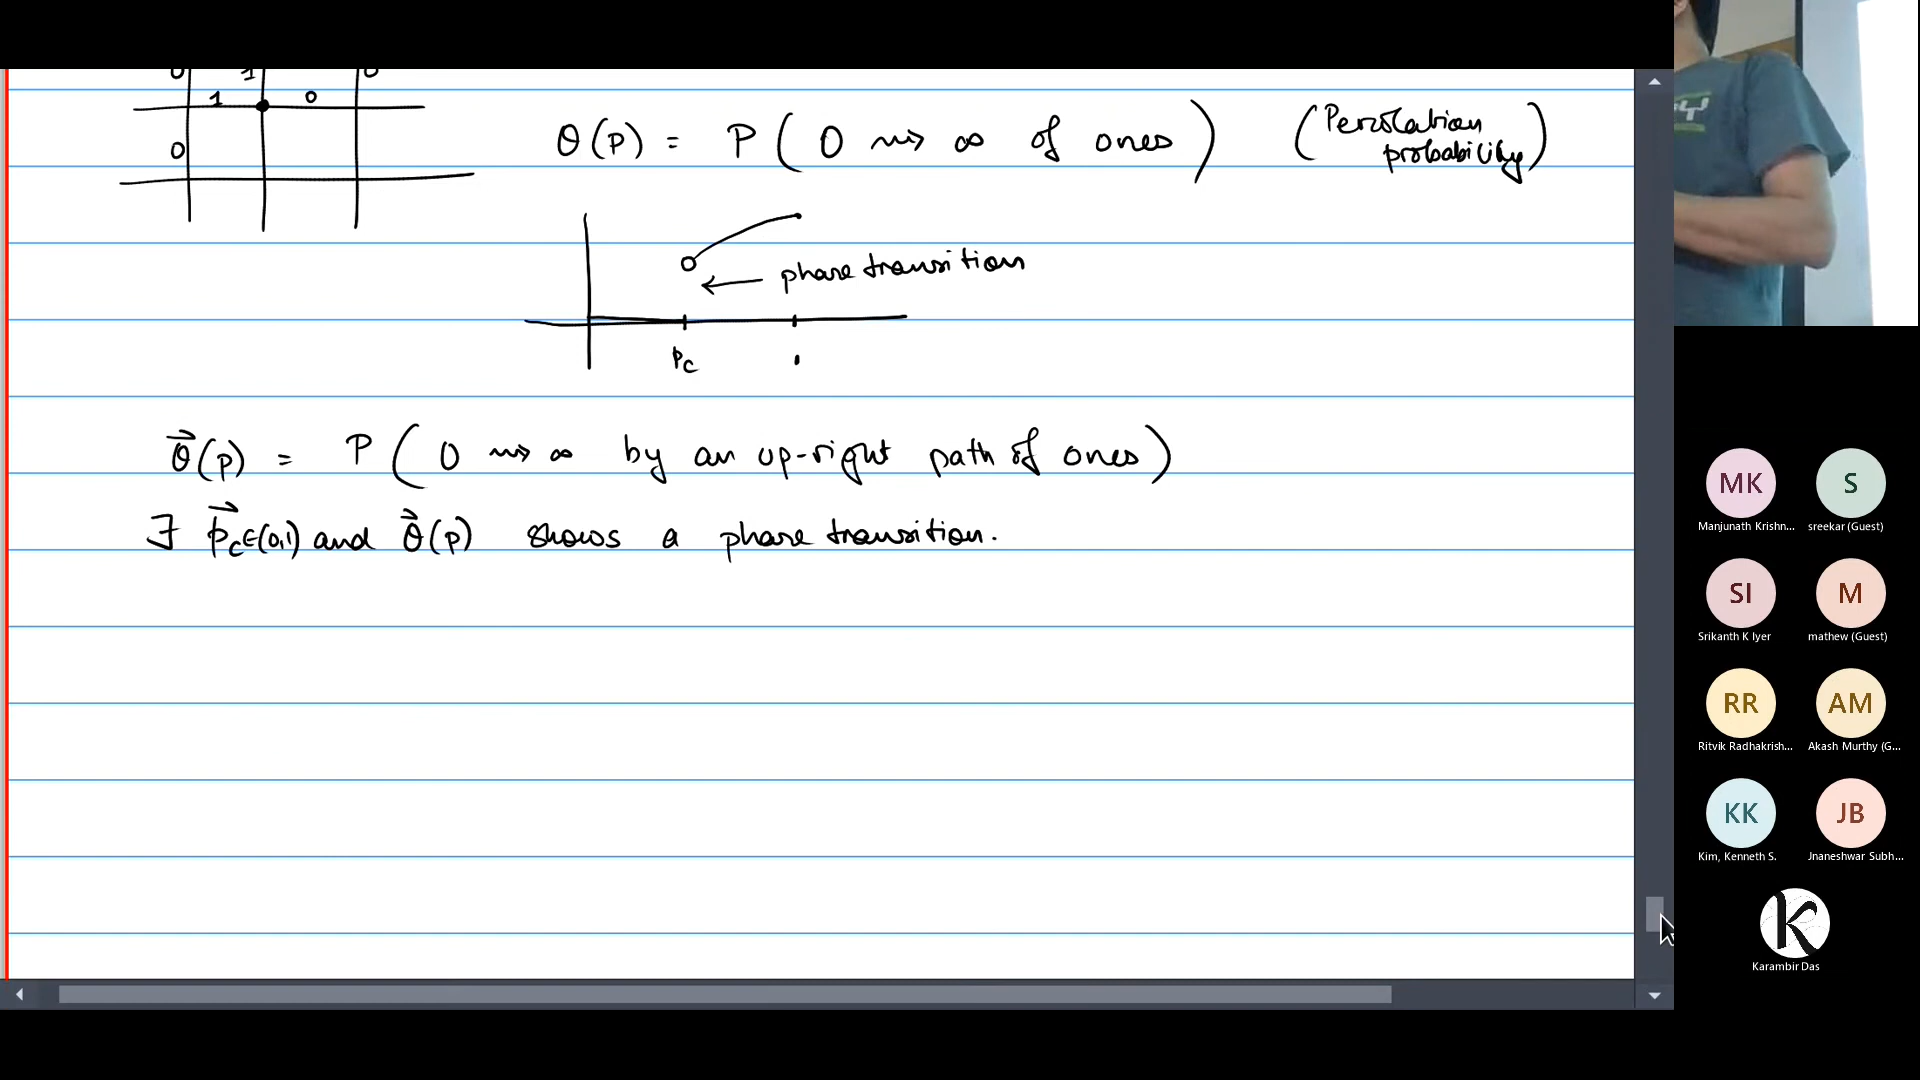 0 1 0
1 0
0
θ(p) = P( 0 ⇝ ∞ of ones ) (Percolation probability)
phase transition
p_c 1
θ⃗(p) = P( 0 ⇝ ∞ by an up-right path of ones )
∃ p⃗_c∈(0,1) and θ⃗(p) shows a phase transition.
MK S
Manjunath Krishn... sreekar (Guest)
SI M
Srikanth K Iyer mathew (Guest)
RR AM
Ritvik Radhakrish... Akash Murthy (G...
KK JB
Kim, Kenneth S. Jnaneshwar Subh...
K
Karambir Das